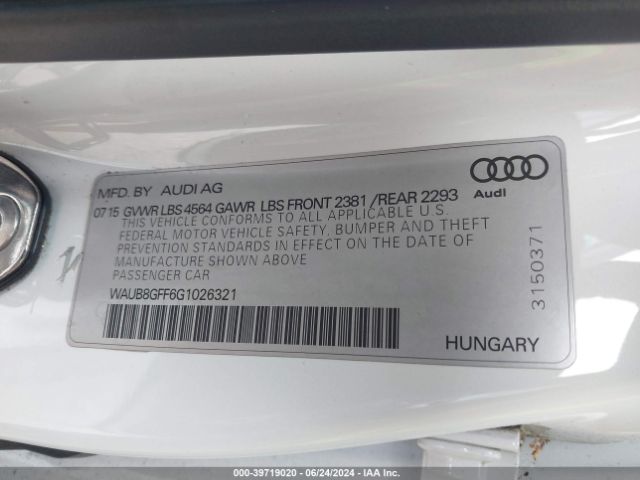 MFD. BY AUDI AG
07 15 GVWR LBS 4564 GAWR LBS FRONT 2381 /REAR 2293
THIS VEHICLE CONFORMS TO ALL APPLICABLE U.S.
FEDERAL MOTOR VEHICLE SAFETY, BUMPER AND THEFT
PREVENTION STANDARDS IN EFFECT ON THE DATE OF
MANUFACTURE SHOWN ABOVE
PASSENGER CAR
WAUB8GFF6G1026321
Audi
3150371
HUNGARY
000-39719020 - 06/24/2024 - IAA Inc.